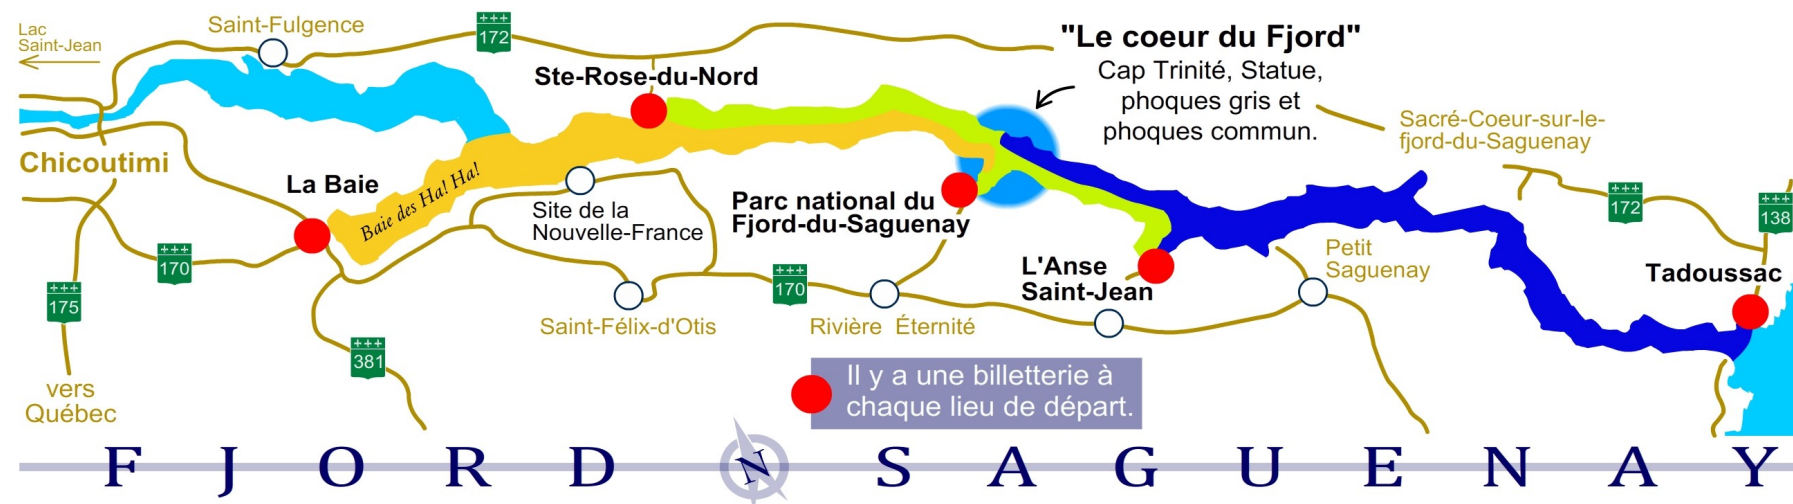 Lac
Saint-Jean
Saint-Fulgence
172
"Le coeur du Fjord"
Cap Trinité, Statue,
phoques gris et
phoques commun.
Ste-Rose-du-Nord
Sacré-Coeur-sur-le-
fjord-du-Saguenay
Chicoutimi
La Baie
Baie des Ha! Ha!
Site de la
Nouvelle-France
Parc national du
Fjord-du-Saguenay
172
138
170
175
L'Anse
Saint-Jean
Petit
Saguenay
Tadoussac
170
Saint-Félix-d'Otis
Rivière Éternité
381
vers
Québec
Il y a une billetterie à
chaque lieu de départ.
FJORD N SAGUENAY